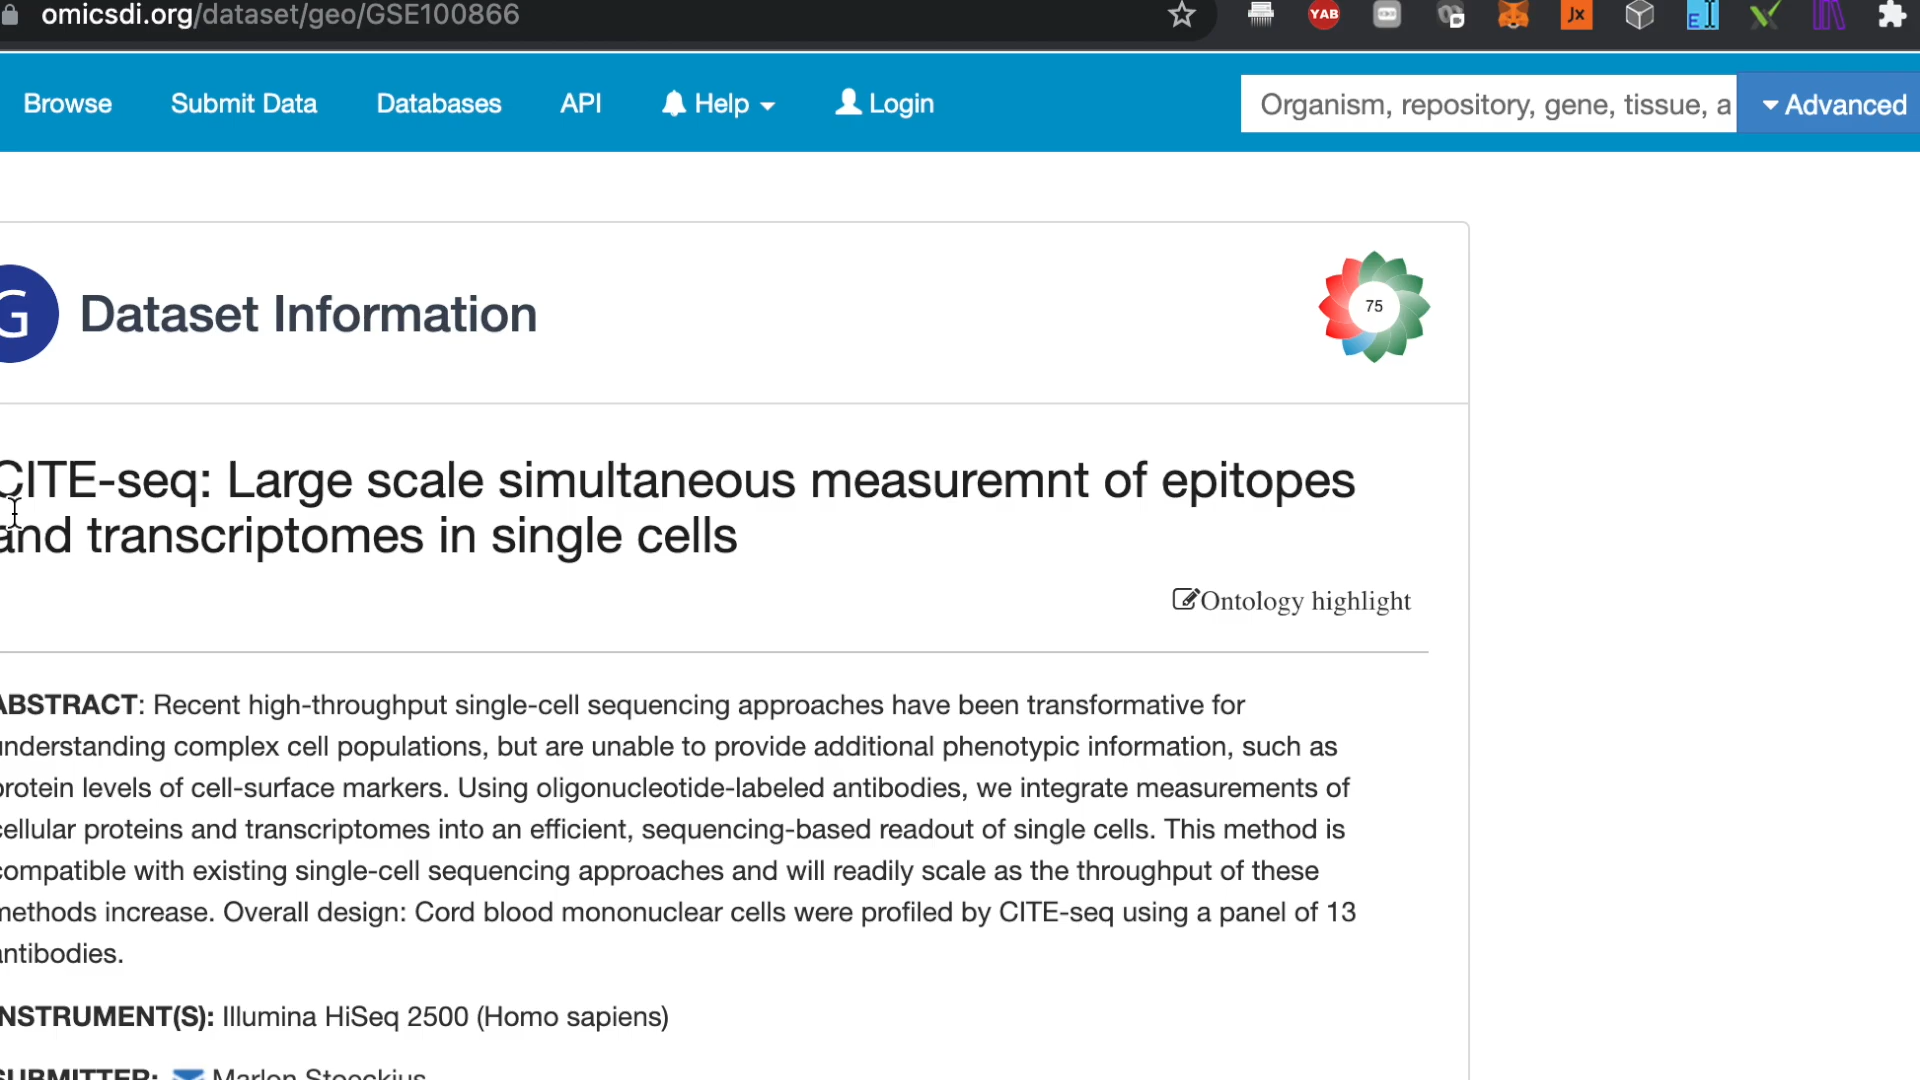 omicsdi.org/dataset/geo/GSE100866
YAB
Jx
E
Browse Submit Data Databases API Help Login Organism, repository, gene, tissue, a Advanced
G Dataset Information
75
CITE-seq: Large scale simultaneous measuremnt of epitopes
and transcriptomes in single cells
Ontology highlight
ABSTRACT: Recent high-throughput single-cell sequencing approaches have been transformative for
understanding complex cell populations, but are unable to provide additional phenotypic information, such as
protein levels of cell-surface markers. Using oligonucleotide-labeled antibodies, we integrate measurements of
cellular proteins and transcriptomes into an efficient, sequencing-based readout of single cells. This method is
compatible with existing single-cell sequencing approaches and will readily scale as the throughput of these
methods increase. Overall design: Cord blood mononuclear cells were profiled by CITE-seq using a panel of 13
antibodies.
INSTRUMENT(S): Illumina HiSeq 2500 (Homo sapiens)
SUBMITTER: Marlon Stoeckius